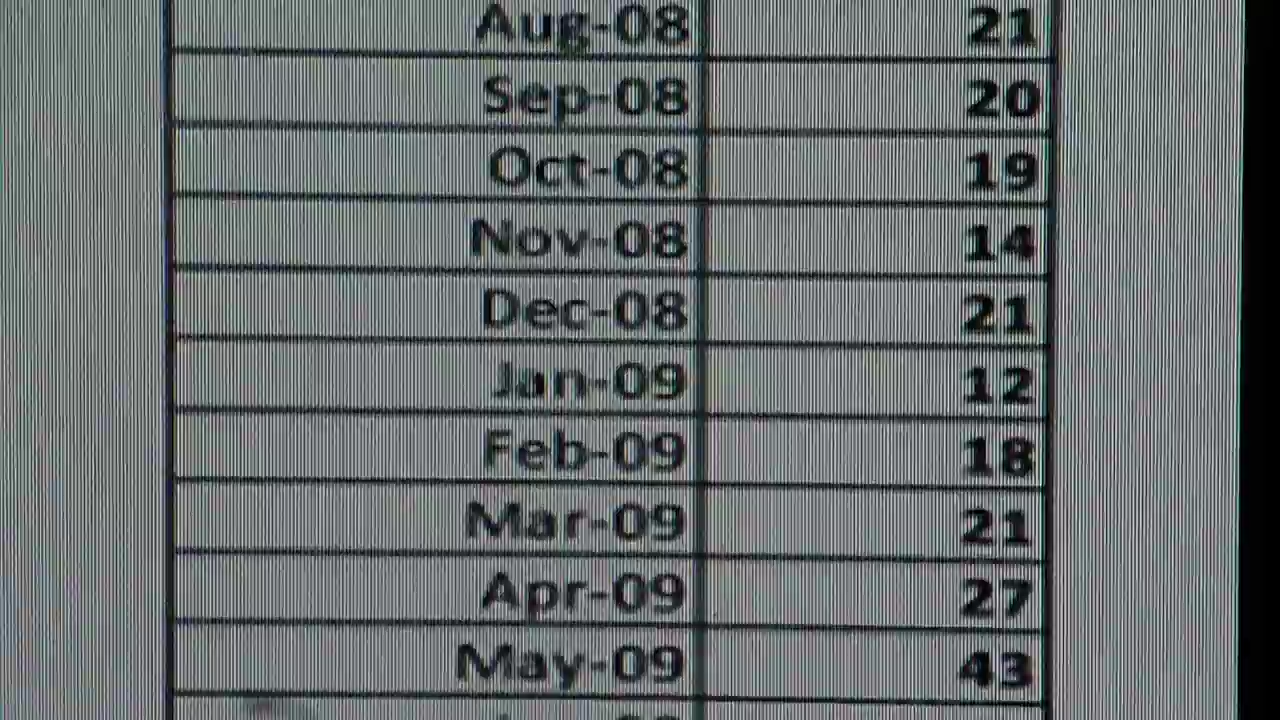 Aug-08 21
Sep-08 20
Oct-08 19
Nov-08 14
Dec-08 21
Jan-09 12
Feb-09 18
Mar-09 21
Apr-09 27
May-09 43